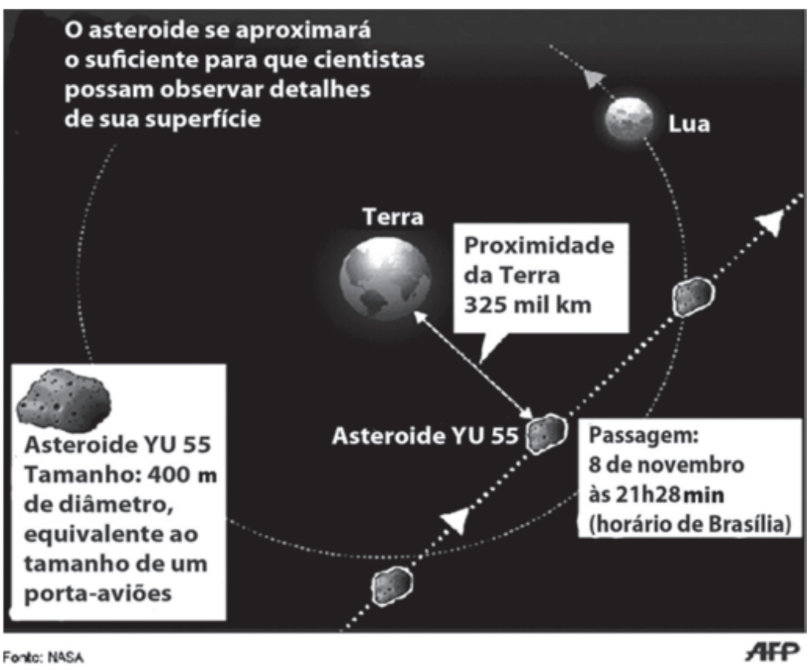 O asteroide se aproximará
o suficiente para que cientistas
possam observar detalhes
de sua superfície
Lua
Terra
Proximidade
da Terra
325 mil km
Asteroide YU 55
Passagem:
8 de novembro
às 21h28min
(horário de Brasília)
Asteroide YU 55
Tamanho: 400 m
de diâmetro,
equivalente ao
tamanho de um
porta-aviões
Fonte: NASA
AFP